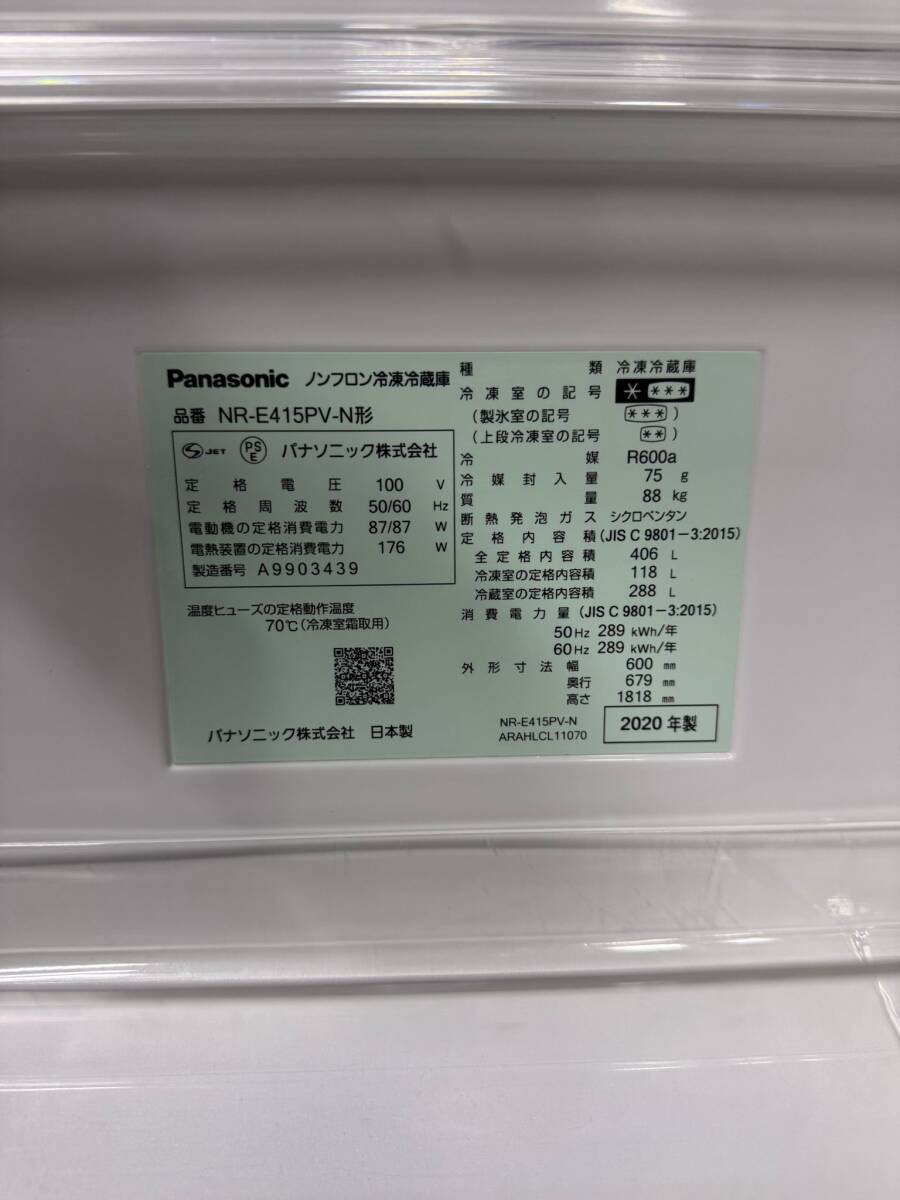 Panasonic ノンフロン冷凍冷蔵庫
品番 NR-E415PV-N形
JET PSE パナソニック株式会社
定格電圧 100 V
定格周波数 50/60 Hz
電動機の定格消費電力 87/87 W
電熱装置の定格消費電力 176 W
製造番号 A9903439
温度ヒューズの定格動作温度
70℃(冷凍室霜取用)
パナソニック株式会社 日本製
種類 冷凍冷蔵庫
冷凍室の記号 * ***
(製氷室の記号 ***)
(上段冷凍室の記号 **)
冷媒 R600a
冷媒封入量 75 g
質量 88 kg
断熱発泡ガス シクロペンタン
定格内容積(JIS C 9801-3:2015)
全定格内容積 406 L
冷凍室の定格内容積 118 L
冷蔵室の定格内容積 288 L
消費電力量(JIS C 9801-3:2015)
50Hz 289 kWh/年
60Hz 289 kWh/年
外形寸法幅 600 mm
奥行 679 mm
高さ 1818 mm
NR-E415PV-N
ARAHLCL11070
2020 年製